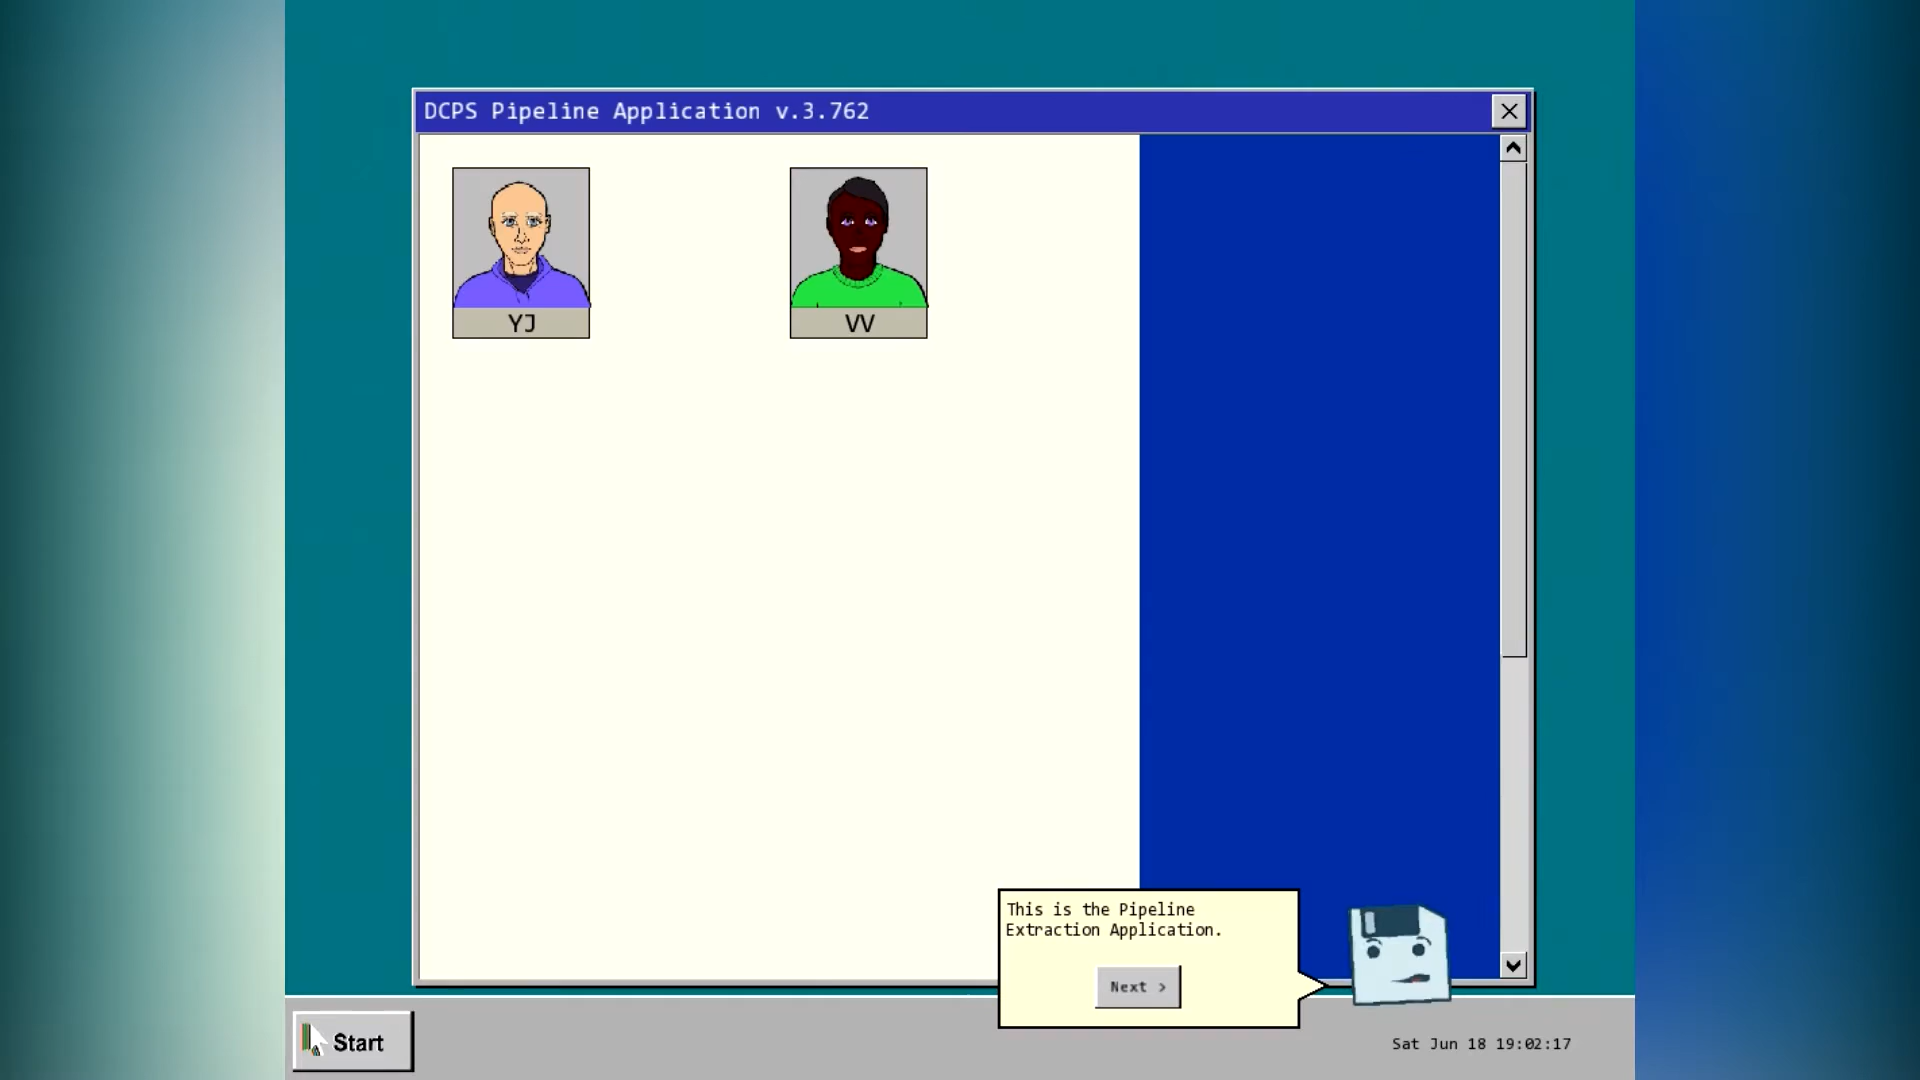 DCPS Pipeline Application v.3.762
YJ
VV
This is the Pipeline
Extraction Application.
Next >
Start
Sat Jun 18 19:02:17